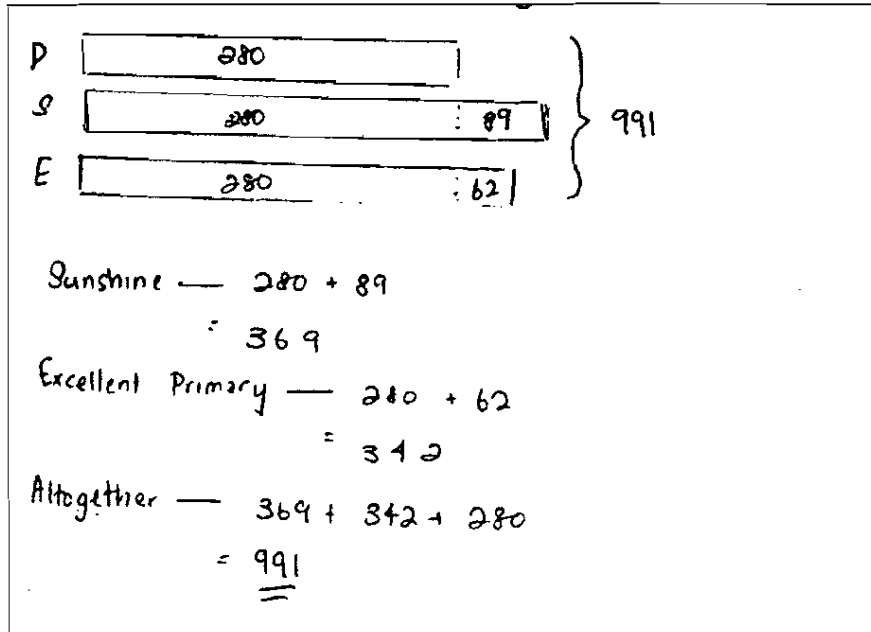 D 280
S 280 89
991
E 280 62
Sunshine — 280 + 89
= 369
Excellent Primary — 280 + 62
= 342
Altogether — 369 + 342 + 280
= 991